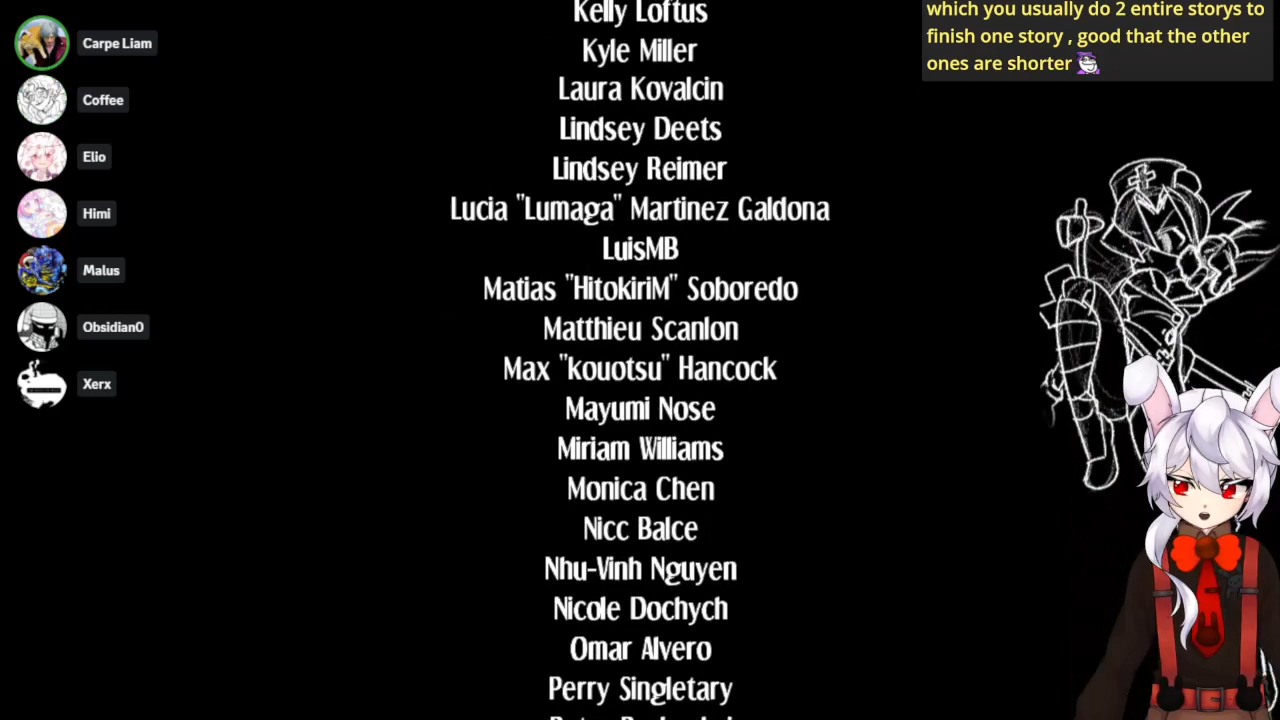 Carpe Liam
Coffee
Elio
Himi
Malus
Obsidian0
Xerx
Kelly Loftus
Kyle Miller
Laura Kovalcin
Lindsey Deets
Lindsey Reimer
Lucia "Lumaga" Martinez Galdona
LuisMB
Matias "HitokiriM" Soboredo
Matthieu Scanlon
Max "kouotsu" Hancock
Mayumi Nose
Miriam Williams
Monica Chen
Nicc Balce
Nhu-Vinh Nguyen
Nicole Dochych
Omar Alvero
Perry Singletary
which you usually do 2 entire storys to
finish one story , good that the other
ones are shorter